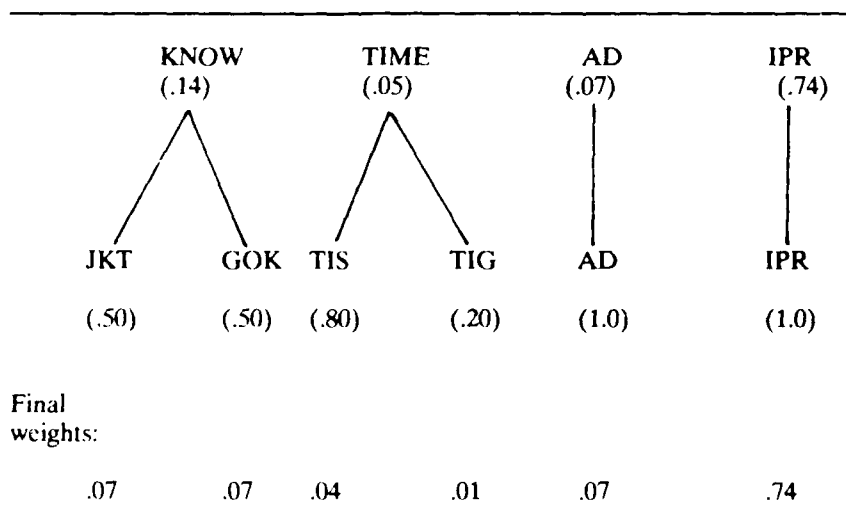 KNOW TIME AD IPR
(.14) (.05) (.07) (.74)
JKT GOK TIS TIG AD IPR
(.50) (.50) (.80) (.20) (1.0) (1.0)
Final
weights:
.07 .07 .04 .01 .07 .74